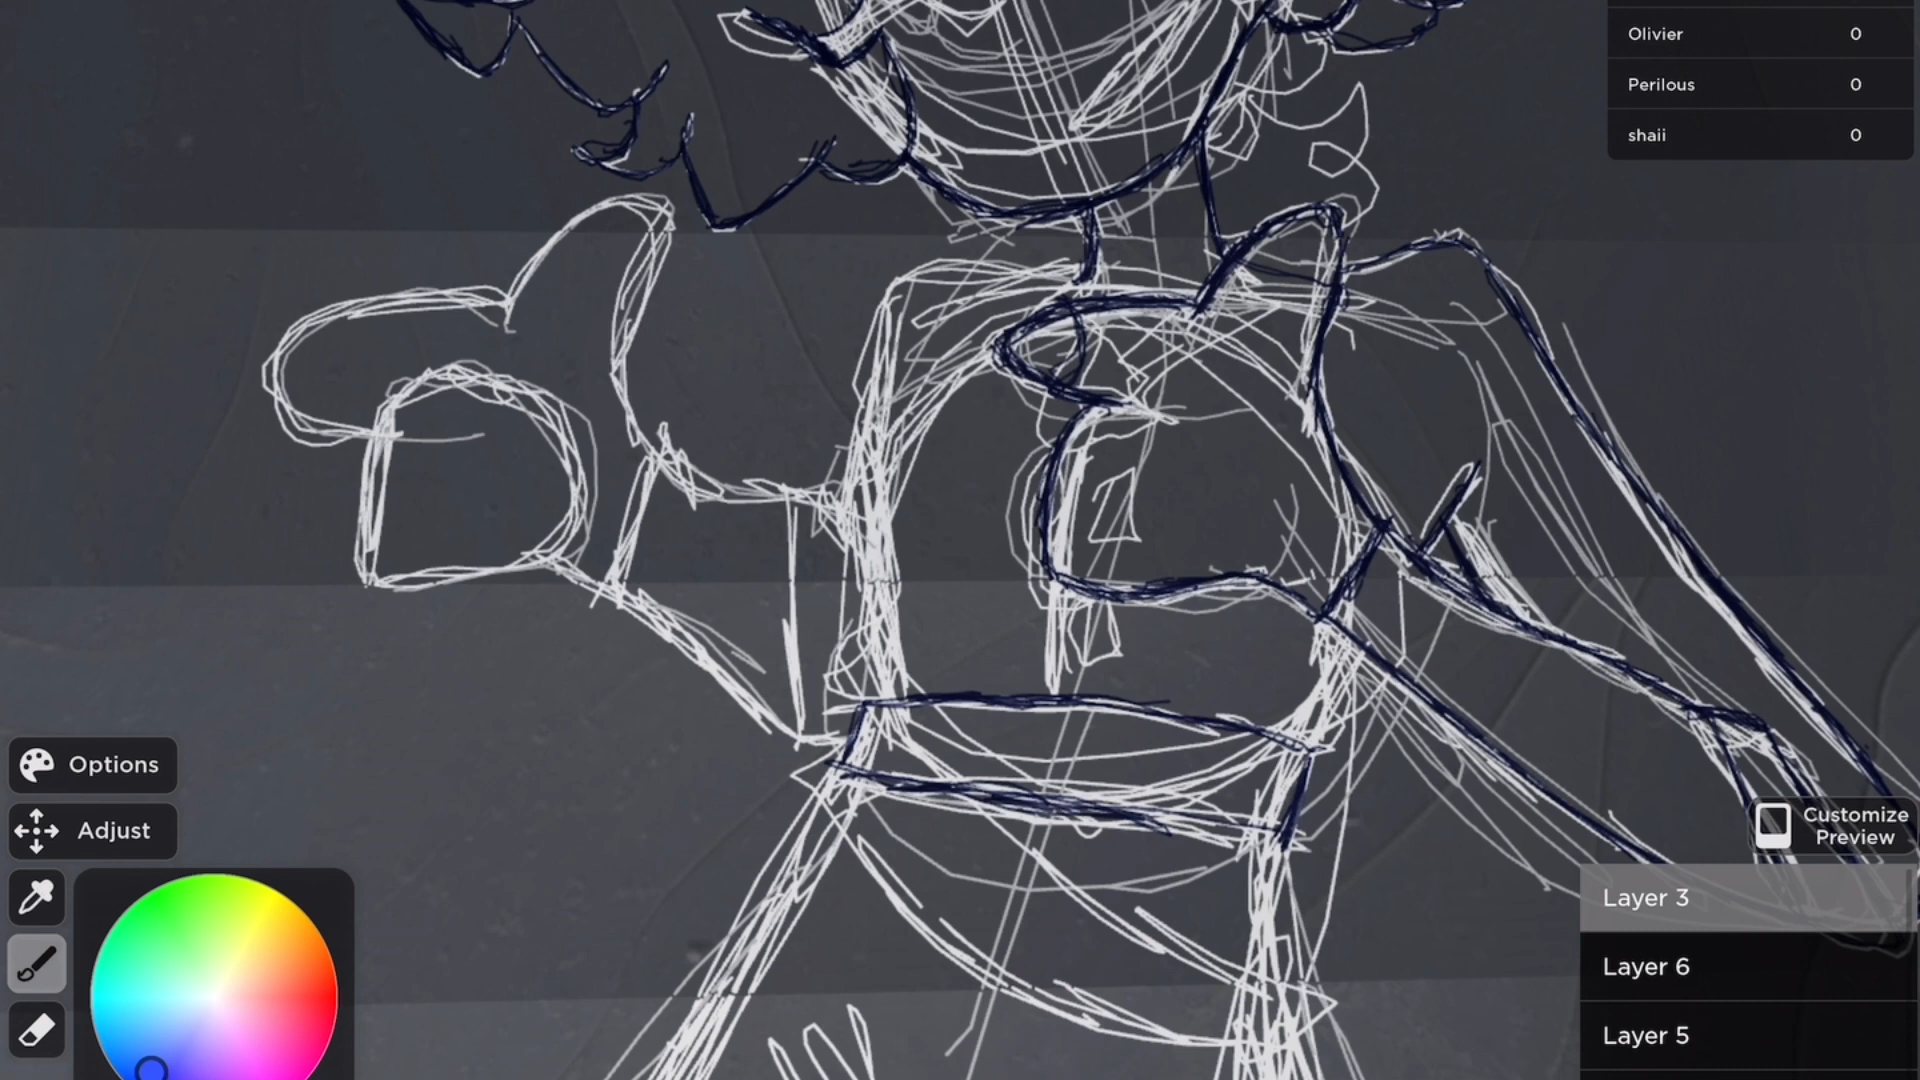 Olivier 0
Perilous 0
shaii 0
Options
Adjust
Customize
Preview
Layer 3
Layer 6
Layer 5